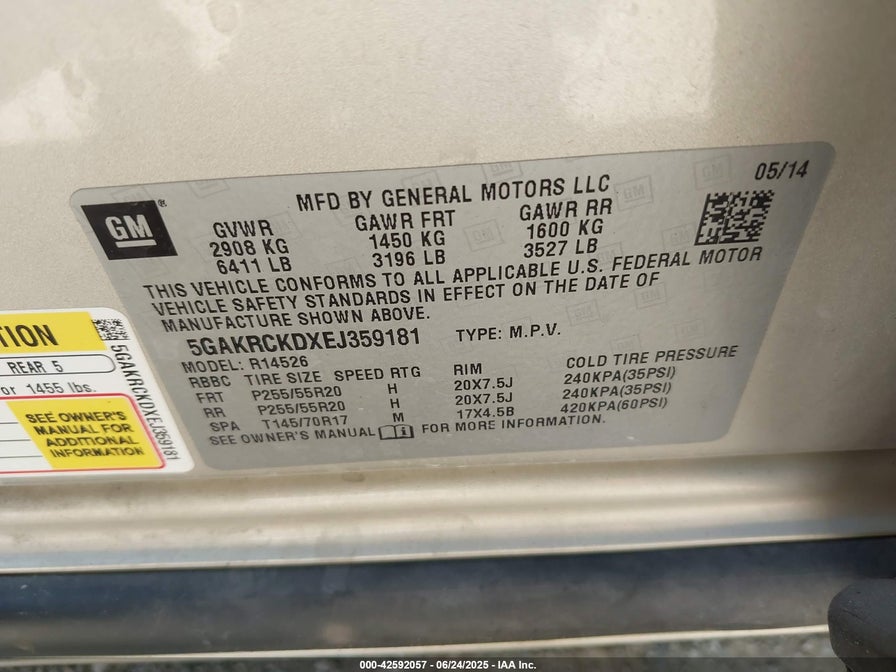 05/14
MFD BY GENERAL MOTORS LLC
GM®
GVWR GAWR FRT GAWR RR
2908 KG 1450 KG 1600 KG
6411 LB 3196 LB 3527 LB
THIS VEHICLE CONFORMS TO ALL APPLICABLE U.S. FEDERAL MOTOR
VEHICLE SAFETY STANDARDS IN EFFECT ON THE DATE OF
MANUFACTURE SHOWN ABOVE.
5GAKRCKDXEJ359181 TYPE: M.P.V.
MODEL: R14526
RBBC TIRE SIZE SPEED RTG RIM COLD TIRE PRESSURE
FRT P255/55R20 H 20X7.5J 240KPA(35PSI)
RR P255/55R20 H 20X7.5J 240KPA(35PSI)
SPA T145/70R17 M 17X4.5B 420KPA(60PSI)
SEE OWNER'S MANUAL FOR MORE INFORMATION.
TION
REAR 5
or 1455 lbs.
SEE OWNER'S
MANUAL FOR
ADDITIONAL
INFORMATION
5GAKRCKDXEJ359181
000-42592057 - 06/24/2025 - IAA Inc.